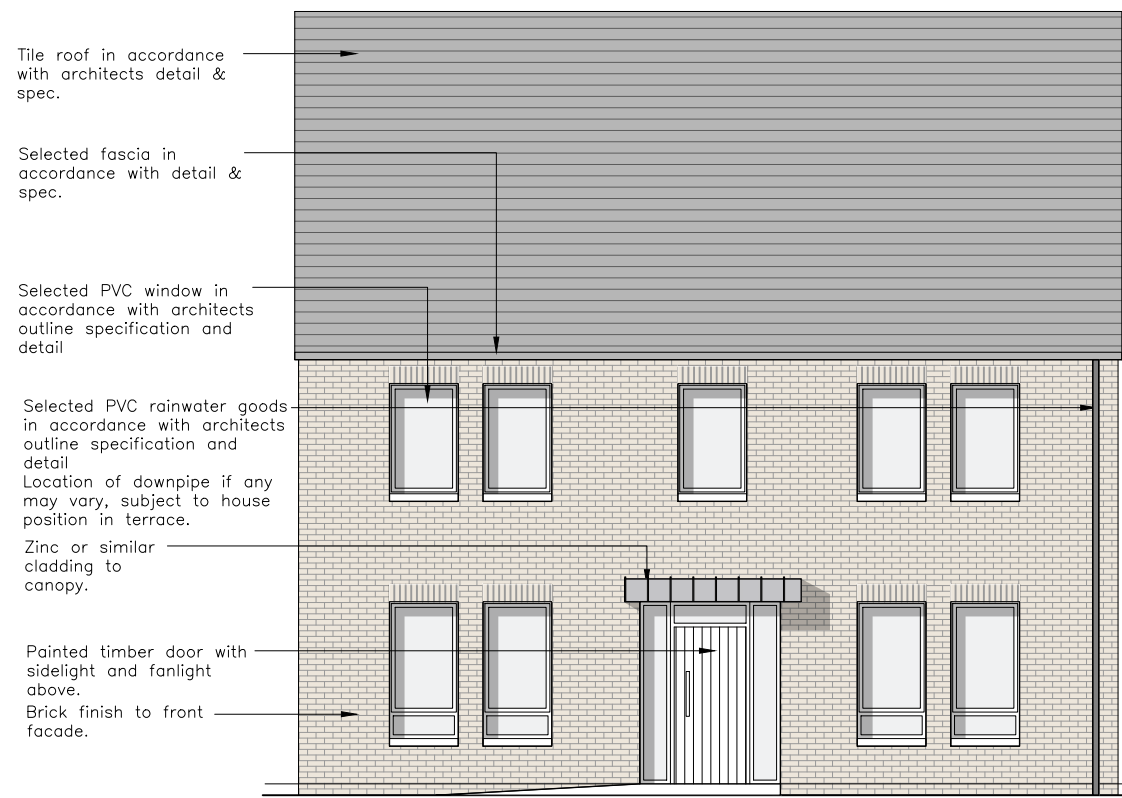 Tile roof in accordance
with architects detail &
spec.
Selected fascia in
accordance with detail &
spec.
Selected PVC window in
accordance with architects
outline specification and
detail
Selected PVC rainwater goods
in accordance with architects
outline specification and
detail
Location of downpipe if any
may vary, subject to house
position in terrace.
Zinc or similar
cladding to
canopy.
Painted timber door with
sidelight and fanlight
above.
Brick finish to front
facade.